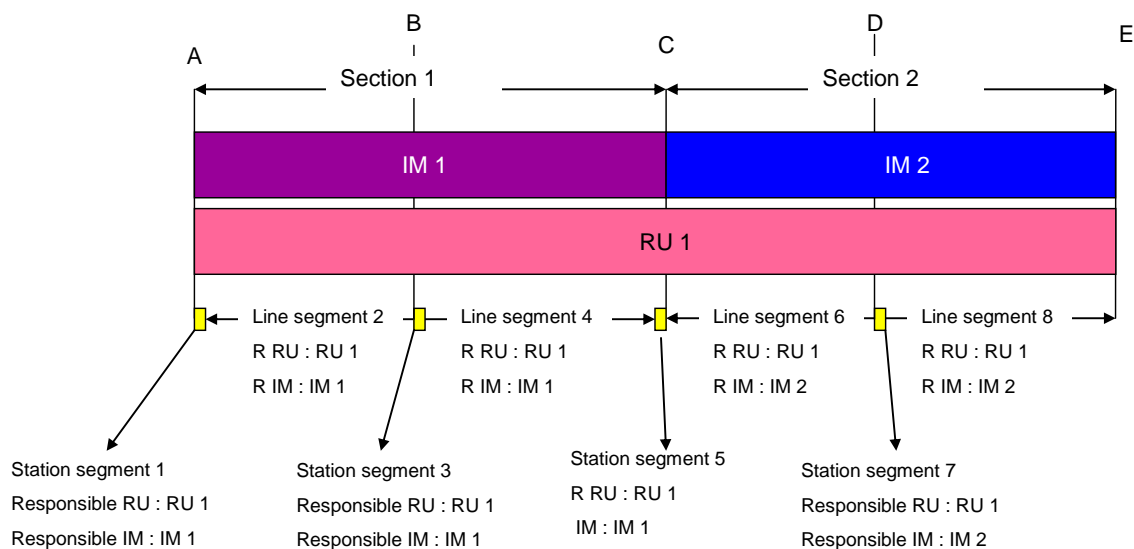 A
B
C
D
E
Section 1
Section 2
IM 1
IM 2
RU 1
Line segment 2
R RU : RU 1
R IM : IM 1
Line segment 4
R RU : RU 1
R IM : IM 1
Line segment 6
R RU : RU 1
R IM : IM 2
Line segment 8
R RU : RU 1
R IM : IM 2
Station segment 1
Responsible RU : RU 1
Responsible IM : IM 1
Station segment 3
Responsible RU : RU 1
Responsible IM : IM 1
Station segment 5
R RU : RU 1
IM : IM 1
Station segment 7
Responsible RU : RU 1
Responsible IM : IM 2